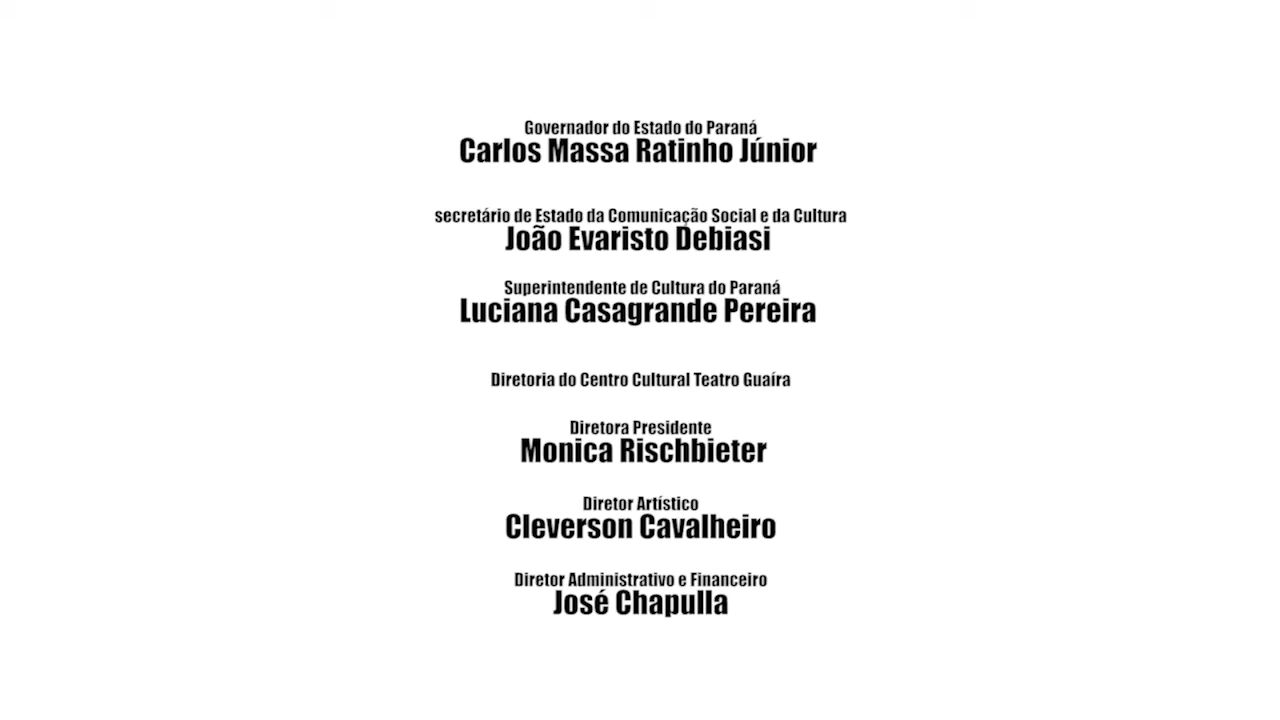 Governador do Estado do Paraná
Carlos Massa Ratinho Júnior
secretário de Estado da Comunicação Social e da Cultura
João Evaristo Debiasi
Superintendente de Cultura do Paraná
Luciana Casagrande Pereira
Diretoria do Centro Cultural Teatro Guaíra
Diretora Presidente
Monica Rischbieter
Diretor Artístico
Cleverson Cavalheiro
Diretor Administrativo e Financeiro
José Chapulla